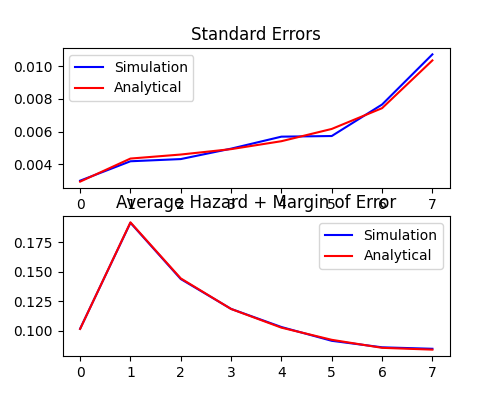 Standard Errors
Simulation
Analytical
0.010
0.008
0.006
0.004
0 1 2 3 4 5 6 7
Average Hazard + Margin of Error
Simulation
Analytical
0.175
0.150
0.125
0.100
0 1 2 3 4 5 6 7